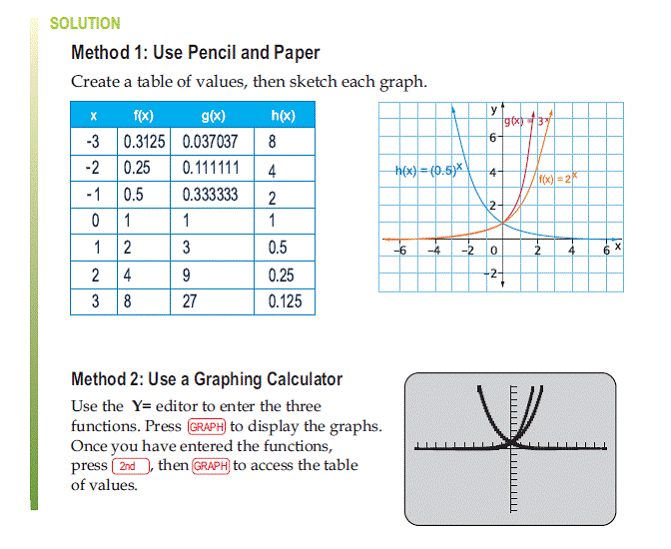 SOLUTION
Method 1: Use Pencil and Paper
Create a table of values, then sketch each graph.
x f(x) g(x) h(x)
-3 0.3125 0.037037 8
-2 0.25 0.111111 4
-1 0.5 0.333333 2
0 1 1 1
1 2 3 0.5
2 4 9 0.25
3 8 27 0.125
y
g(x) = 3ˣ
6
h(x) = (0.5)ˣ
4
f(x) = 2ˣ
2
-6 -4 -2 0 2 4 6 x
-2
Method 2: Use a Graphing Calculator
Use the Y= editor to enter the three
functions. Press GRAPH to display the graphs.
Once you have entered the functions,
press 2nd , then GRAPH to access the table
of values.